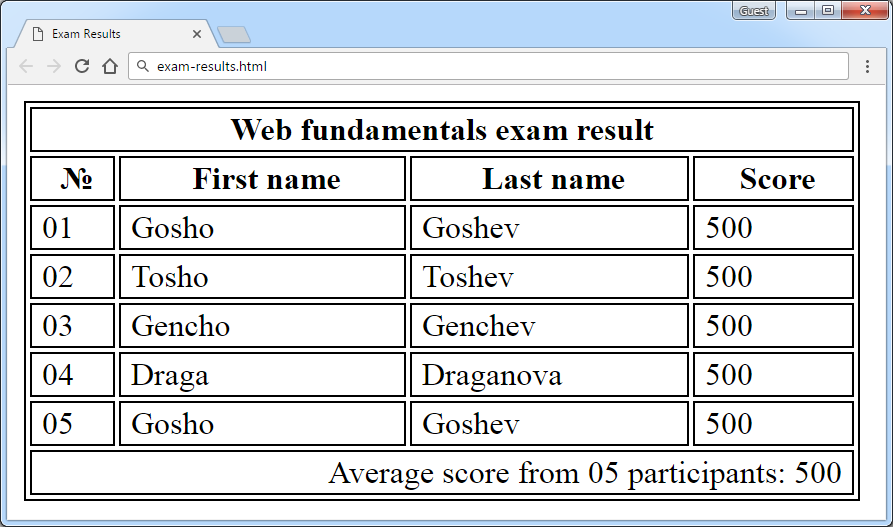 Guest
Exam Results
exam-results.html
Web fundamentals exam result
№ First name Last name Score
01 Gosho Goshev 500
02 Tosho Toshev 500
03 Gencho Genchev 500
04 Draga Draganova 500
05 Gosho Goshev 500
Average score from 05 participants: 500